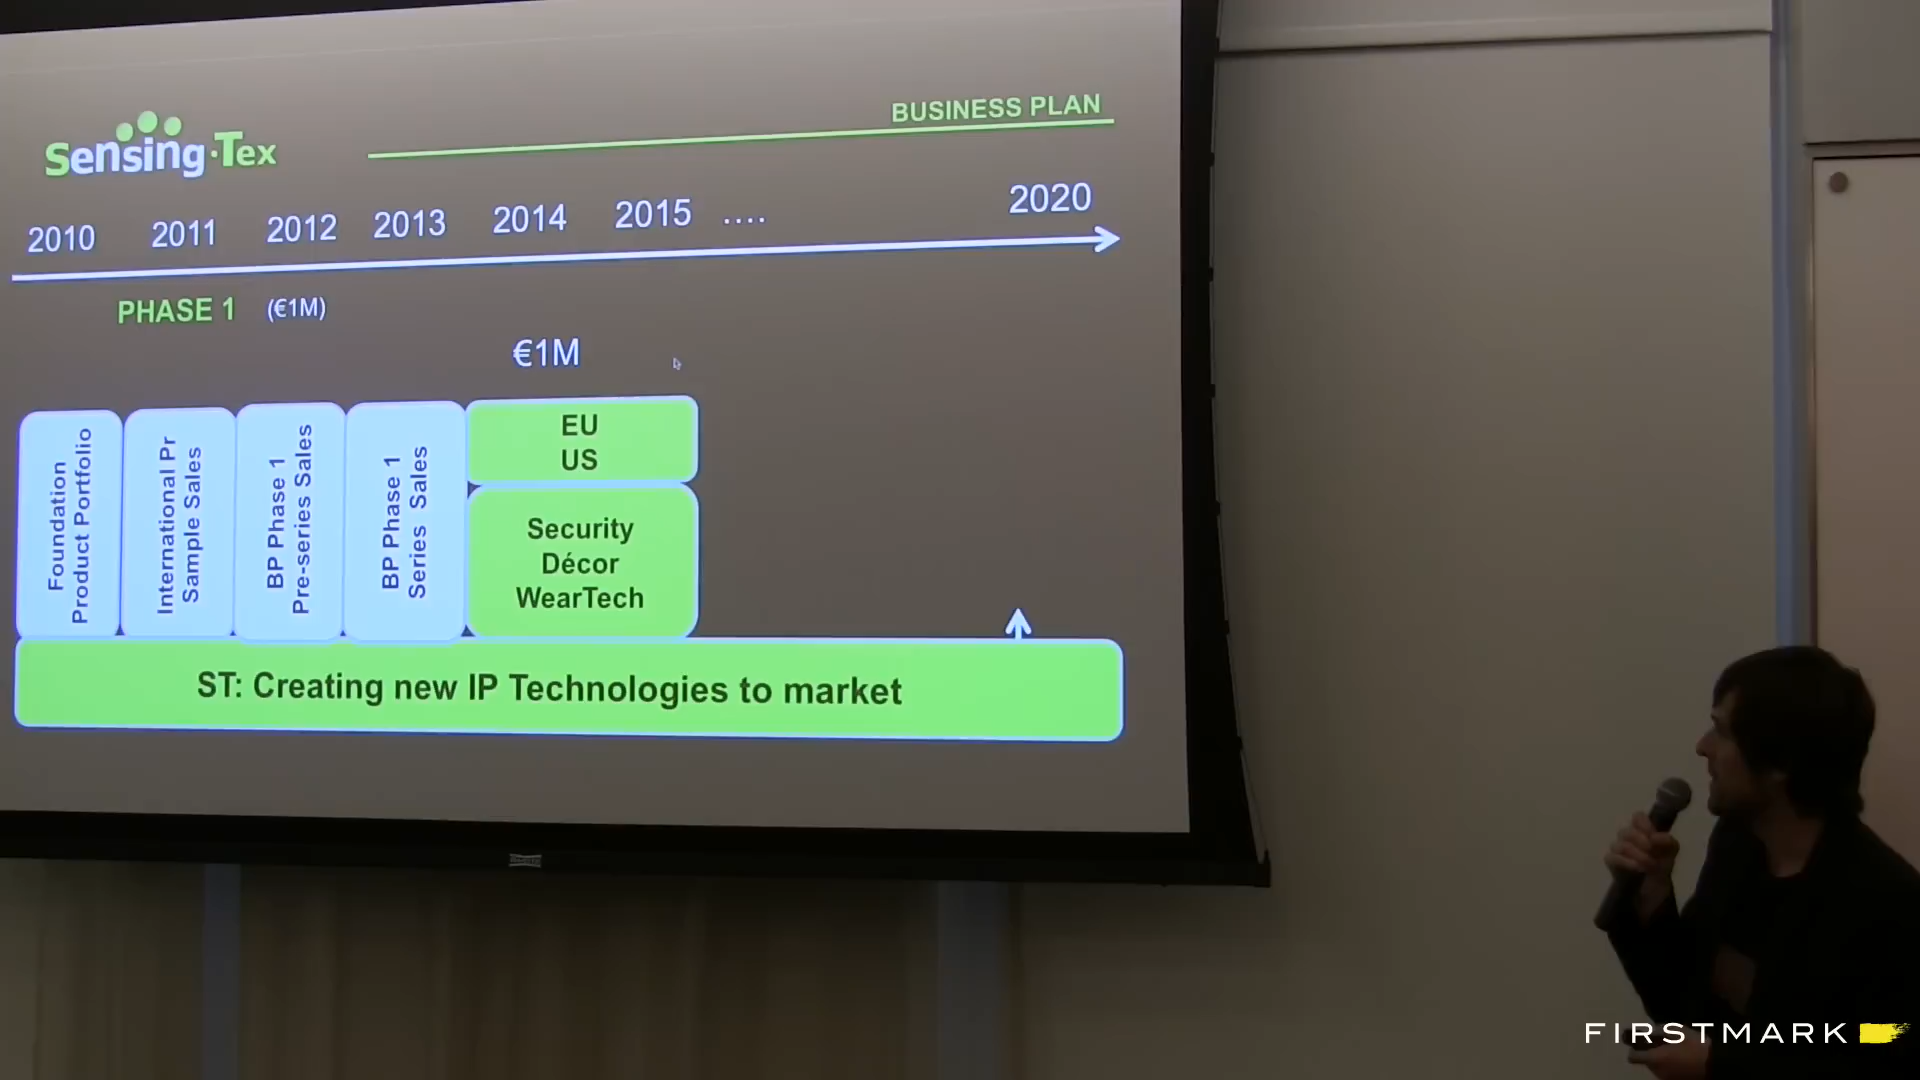 Sensing·Tex
BUSINESS PLAN
2010 2011 2012 2013 2014 2015 .... 2020
PHASE 1 (€1M)
€1M
Foundation
Product Portfolio
International Pr
Sample Sales
BP Phase 1
Pre-series Sales
BP Phase 1
Series Sales
EU
US
Security
Décor
WearTech
ST: Creating new IP Technologies to market
FIRSTMARK